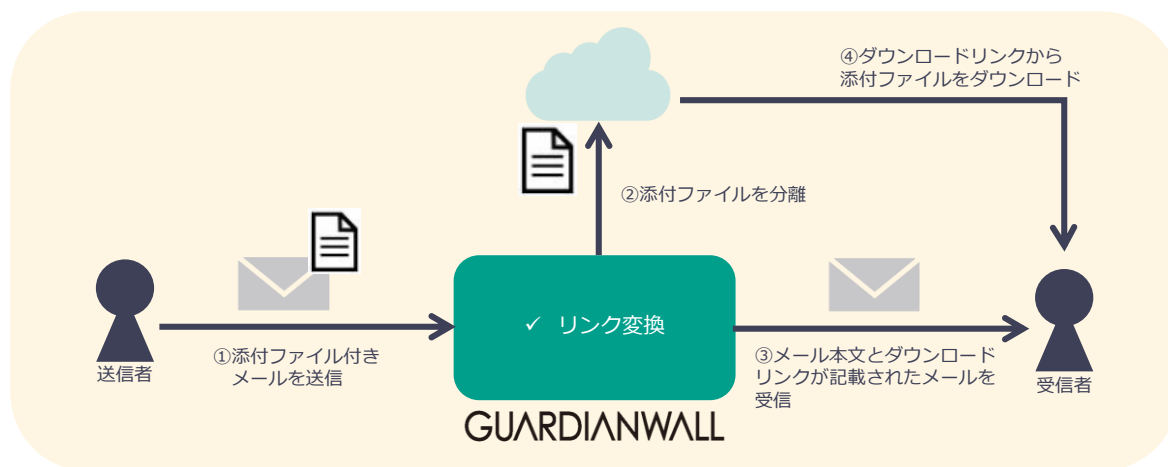 ④ダウンロードリンクから
添付ファイルをダウンロード
②添付ファイルを分離
✓ リンク変換
送信者
①添付ファイル付き
メールを送信
③メール本文とダウンロード
リンクが記載されたメールを
受信
受信者
GUARDIANWALL